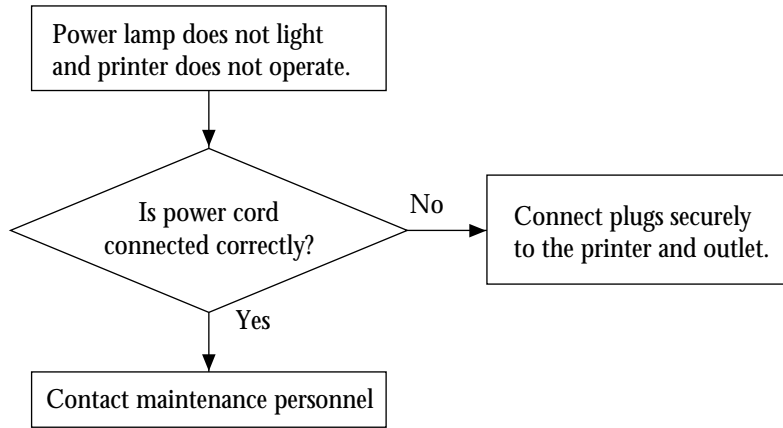 Power lamp does not light
and printer does not operate.
Is power cord
connected correctly?
No
Connect plugs securely
to the printer and outlet.
Yes
Contact maintenance personnel